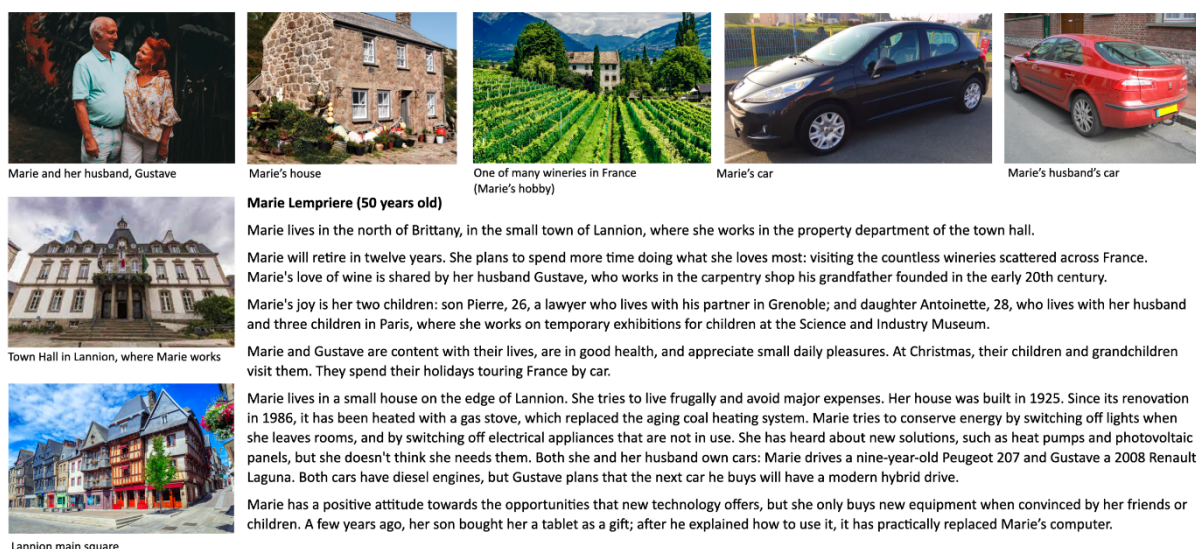 Marie and her husband, Gustave
Marie's house
One of many wineries in France
(Marie's hobby)
Marie's car
Marie's husband's car
Marie Lempriere (50 years old)
Marie lives in the north of Brittany, in the small town of Lannion, where she works in the property department of the town hall.
Marie will retire in twelve years. She plans to spend more time doing what she loves most: visiting the countless wineries scattered across France.
Marie's love of wine is shared by her husband Gustave, who works in the carpentry shop his grandfather founded in the early 20th century.
Marie's joy is her two children: son Pierre, 26, a lawyer who lives with his partner in Grenoble; and daughter Antoinette, 28, who lives with her husband
and three children in Paris, where she works on temporary exhibitions for children at the Science and Industry Museum.
Town Hall in Lannion, where Marie works
Marie and Gustave are content with their lives, are in good health, and appreciate small daily pleasures. At Christmas, their children and grandchildren
visit them. They spend their holidays touring France by car.
Marie lives in a small house on the edge of Lannion. She tries to live frugally and avoid major expenses. Her house was built in 1925. Since its renovation
in 1986, it has been heated with a gas stove, which replaced the aging coal heating system. Marie tries to conserve energy by switching off lights when
she leaves rooms, and by switching off electrical appliances that are not in use. She has heard about new solutions, such as heat pumps and photovoltaic
panels, but she doesn't think she needs them. Both she and her husband own cars: Marie drives a nine-year-old Peugeot 207 and Gustave a 2008 Renault
Laguna. Both cars have diesel engines, but Gustave plans that the next car he buys will have a modern hybrid drive.
Marie has a positive attitude towards the opportunities that new technology offers, but she only buys new equipment when convinced by her friends or
children. A few years ago, her son bought her a tablet as a gift; after he explained how to use it, it has practically replaced Marie's computer.
Lannion main square